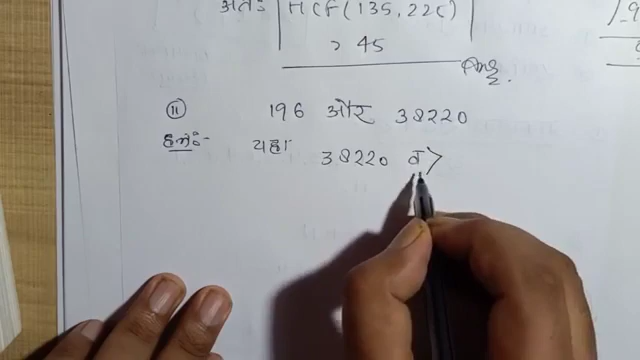 अतः HCF(135,225)
> 45
Ans.
(ii) 196 और 38220
हलः- यहा 38220 व >